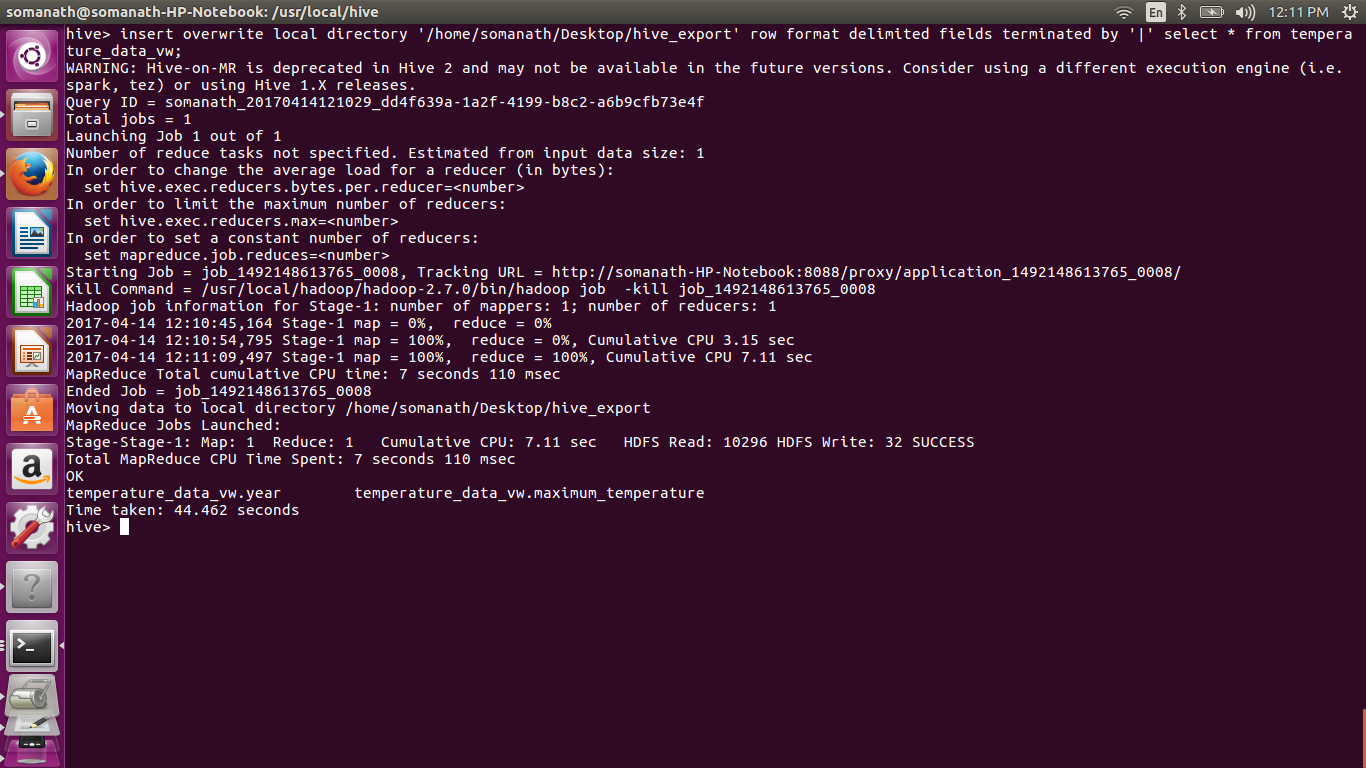 somanath@somanath-HP-Notebook: /usr/local/hive
En
12:11 PM
hive> insert overwrite local directory '/home/somanath/Desktop/hive_export' row format delimited fields terminated by '|' select * from tempera
ture_data_vw;
WARNING: Hive-on-MR is deprecated in Hive 2 and may not be available in the future versions. Consider using a different execution engine (i.e.
spark, tez) or using Hive 1.X releases.
Query ID = somanath_20170414121029_dd4f639a-1a2f-4199-b8c2-a6b9cfb73e4f
Total jobs = 1
Launching Job 1 out of 1
Number of reduce tasks not specified. Estimated from input data size: 1
In order to change the average load for a reducer (in bytes):
  set hive.exec.reducers.bytes.per.reducer=<number>
In order to limit the maximum number of reducers:
  set hive.exec.reducers.max=<number>
In order to set a constant number of reducers:
  set mapreduce.job.reduces=<number>
Starting Job = job_1492148613765_0008, Tracking URL = http://somanath-HP-Notebook:8088/proxy/application_1492148613765_0008/
Kill Command = /usr/local/hadoop/hadoop-2.7.0/bin/hadoop job  -kill job_1492148613765_0008
Hadoop job information for Stage-1: number of mappers: 1; number of reducers: 1
2017-04-14 12:10:45,164 Stage-1 map = 0%,  reduce = 0%
2017-04-14 12:10:54,795 Stage-1 map = 100%,  reduce = 0%, Cumulative CPU 3.15 sec
2017-04-14 12:11:09,497 Stage-1 map = 100%,  reduce = 100%, Cumulative CPU 7.11 sec
MapReduce Total cumulative CPU time: 7 seconds 110 msec
Ended Job = job_1492148613765_0008
Moving data to local directory /home/somanath/Desktop/hive_export
MapReduce Jobs Launched:
Stage-Stage-1: Map: 1  Reduce: 1   Cumulative CPU: 7.11 sec   HDFS Read: 10296 HDFS Write: 32 SUCCESS
Total MapReduce CPU Time Spent: 7 seconds 110 msec
OK
temperature_data_vw.year        temperature_data_vw.maximum_temperature
Time taken: 44.462 seconds
hive>